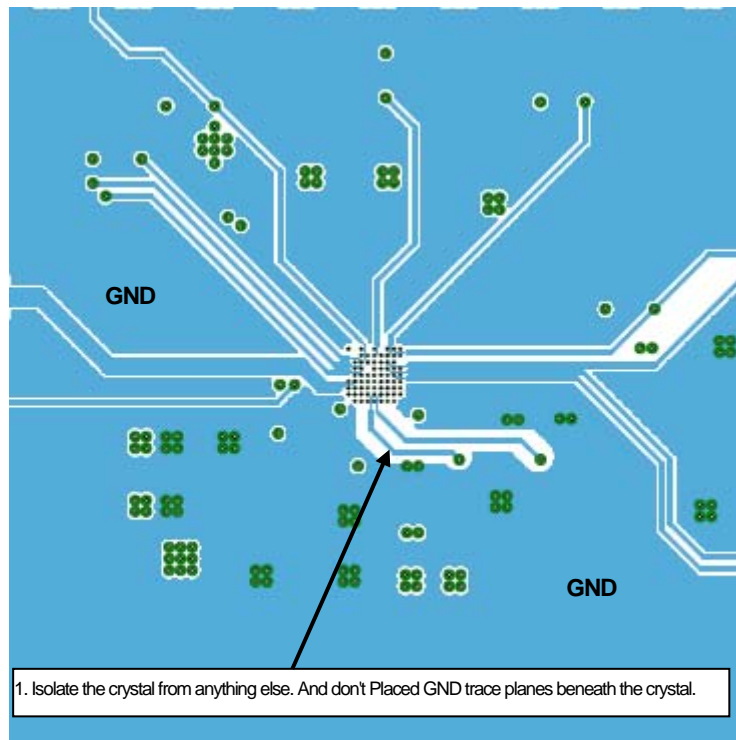 GND
GND
1. Isolate the crystal from anything else. And don't Placed GND trace planes beneath the crystal.